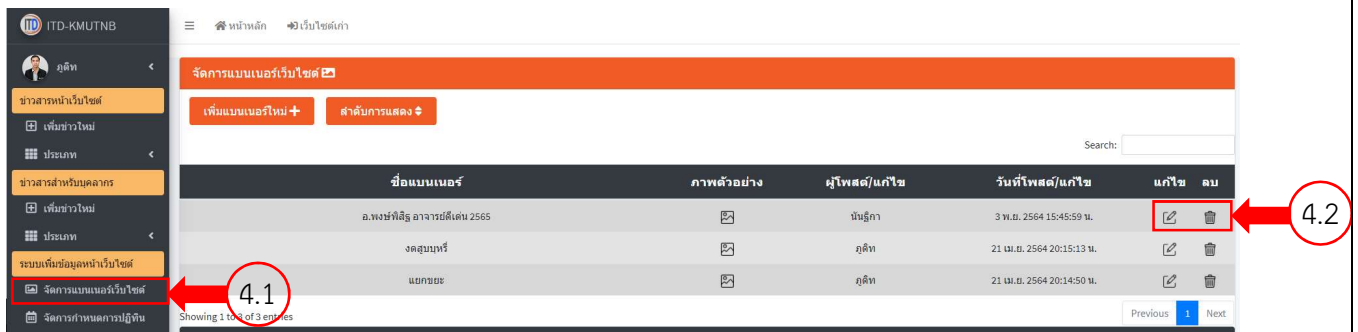 ITD ITD-KMUTNB
หน้าหลัก เว็บไซต์เก่า
ภูดิท
จัดการแบนเนอร์เว็บไซต์
ข่าวสารหน้าเว็บไซต์
เพิ่มแบนเนอร์ใหม่ ลำดับการแสดง
เพิ่มข่าวใหม่
Search:
ประเภท
ข่าวสารสำหรับบุคลากร
ชื่อแบนเนอร์ ภาพตัวอย่าง ผู้โพสต์/แก้ไข วันที่โพสต์/แก้ไข แก้ไข ลบ
เพิ่มข่าวใหม่
อ.พงษ์พิสิฐ อาจารย์ดีเด่น 2565 นันฐิกา 3 พ.ย. 2564 15:45:59 น.
4.2
ประเภท
งดสูบบุหรี่ ภูดิท 21 เม.ย. 2564 20:15:13 น.
ระบบเพิ่มข้อมูลหน้าเว็บไซต์
แยกขยะ ภูดิท 21 เม.ย. 2564 20:14:50 น.
จัดการแบนเนอร์เว็บไซต์
4.1
จัดการกำหนดการปฏิทิน
Showing 1 to 3 of 3 entries
Previous 1 Next